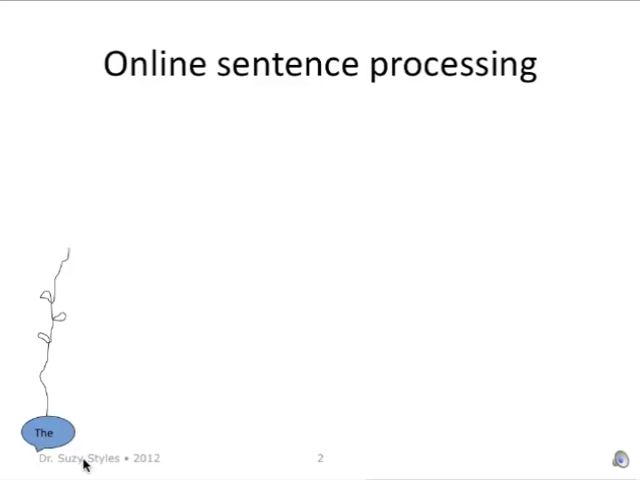 Online sentence processing
The
Dr. Suzy Styles • 2012
2